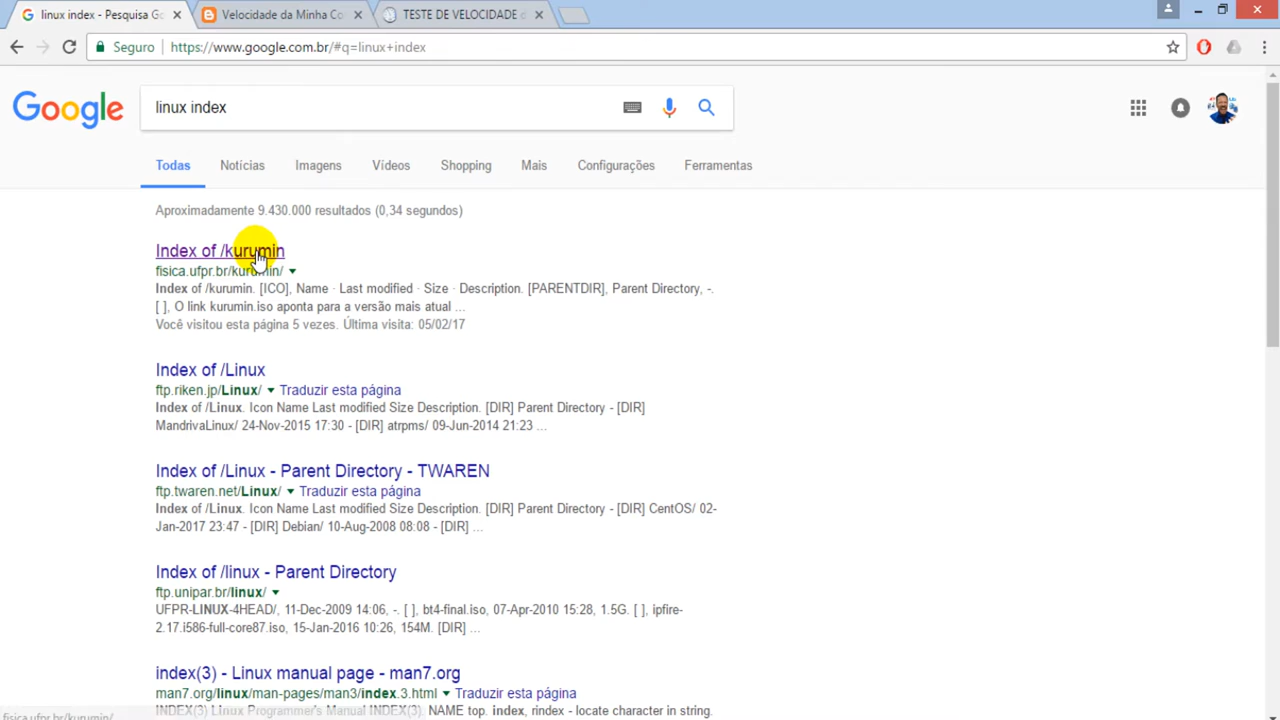 linux index - Pesquisa Go
Velocidade da Minha Co
TESTE DE VELOCIDADE d
Seguro
https://www.google.com.br/#q=linux+index
Google
linux index
Todas
Notícias
Imagens
Vídeos
Shopping
Mais
Configurações
Ferramentas
Aproximadamente 9.430.000 resultados (0,34 segundos)
Index of /kurumin
fisica.ufpr.br/kurumin/
Index of /kurumin. [ICO], Name · Last modified · Size · Description. [PARENTDIR], Parent Directory, -.
[ ], O link kurumin.iso aponta para a versão mais atual ...
Você visitou esta página 5 vezes. Última visita: 05/02/17
Index of /Linux
ftp.riken.jp/Linux/ Traduzir esta página
Index of /Linux. Icon Name Last modified Size Description. [DIR] Parent Directory - [DIR]
MandrivaLinux/ 24-Nov-2015 17:30 - [DIR] atrpms/ 09-Jun-2014 21:23 ...
Index of /Linux - Parent Directory - TWAREN
ftp.twaren.net/Linux/ Traduzir esta página
Index of /Linux. Icon Name Last modified Size Description. [DIR] Parent Directory - [DIR] CentOS/ 02-
Jan-2017 23:47 - [DIR] Debian/ 10-Aug-2008 08:08 - [DIR] ...
Index of /linux - Parent Directory
ftp.unipar.br/linux/
UFPR-LINUX-4HEAD/, 11-Dec-2009 14:06, -. [ ], bt4-final.iso, 07-Apr-2010 15:28, 1.5G. [ ], ipfire-
2.17.i586-full-core87.iso, 15-Jan-2016 10:26, 154M. [DIR] ...
index(3) - Linux manual page - man7.org
man7.org/linux/man-pages/man3/index.3.html Traduzir esta página
INDEX(3) Linux Programmer's Manual INDEX(3). NAME top. index, rindex - locate character in string.
fisica.ufpr.br/kurumin/